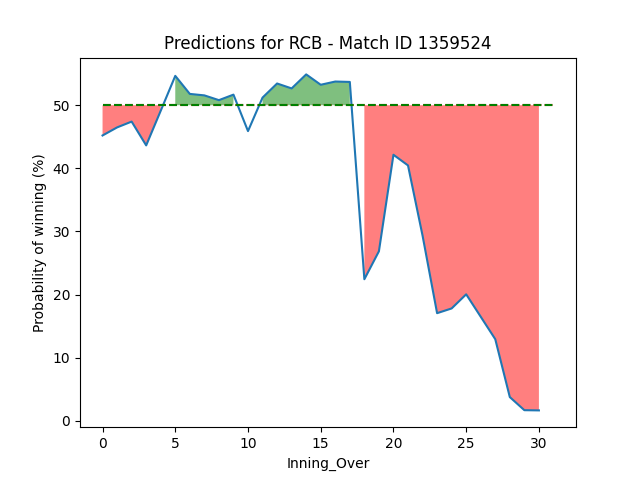 Predictions for RCB - Match ID 1359524
Probability of winning (%)
50
40
30
20
10
0
0 5 10 15 20 25 30
Inning_Over